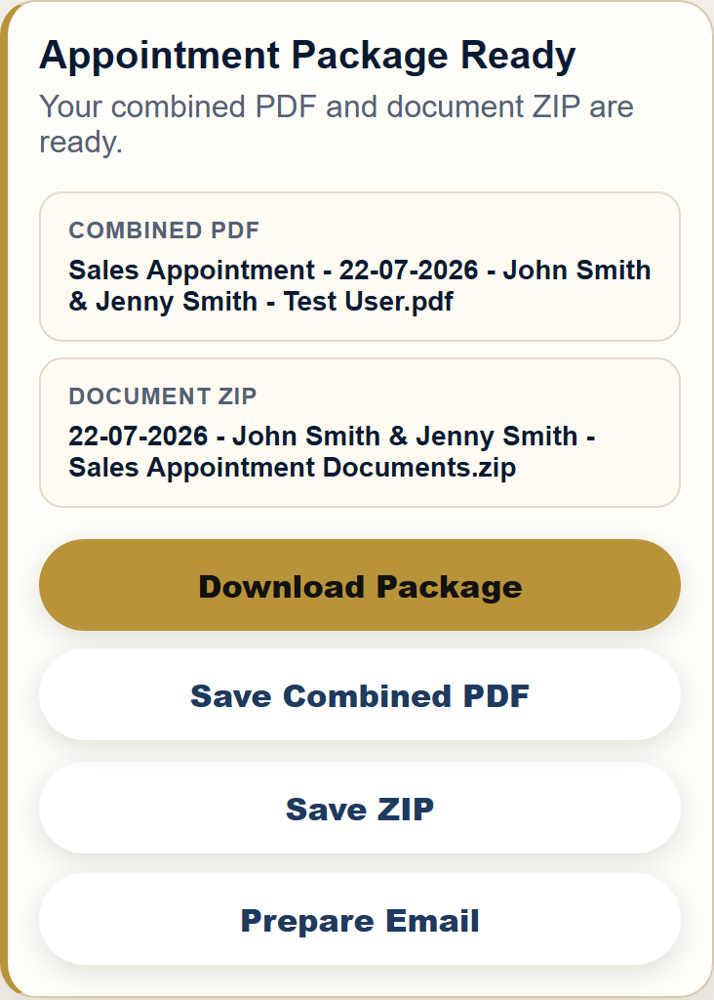 Appointment Package Ready
Your combined PDF and document ZIP are
ready.
COMBINED PDF
Sales Appointment - 22-07-2026 - John Smith
& Jenny Smith - Test User.pdf
DOCUMENT ZIP
22-07-2026 - John Smith & Jenny Smith -
Sales Appointment Documents.zip
Download Package
Save Combined PDF
Save ZIP
Prepare Email